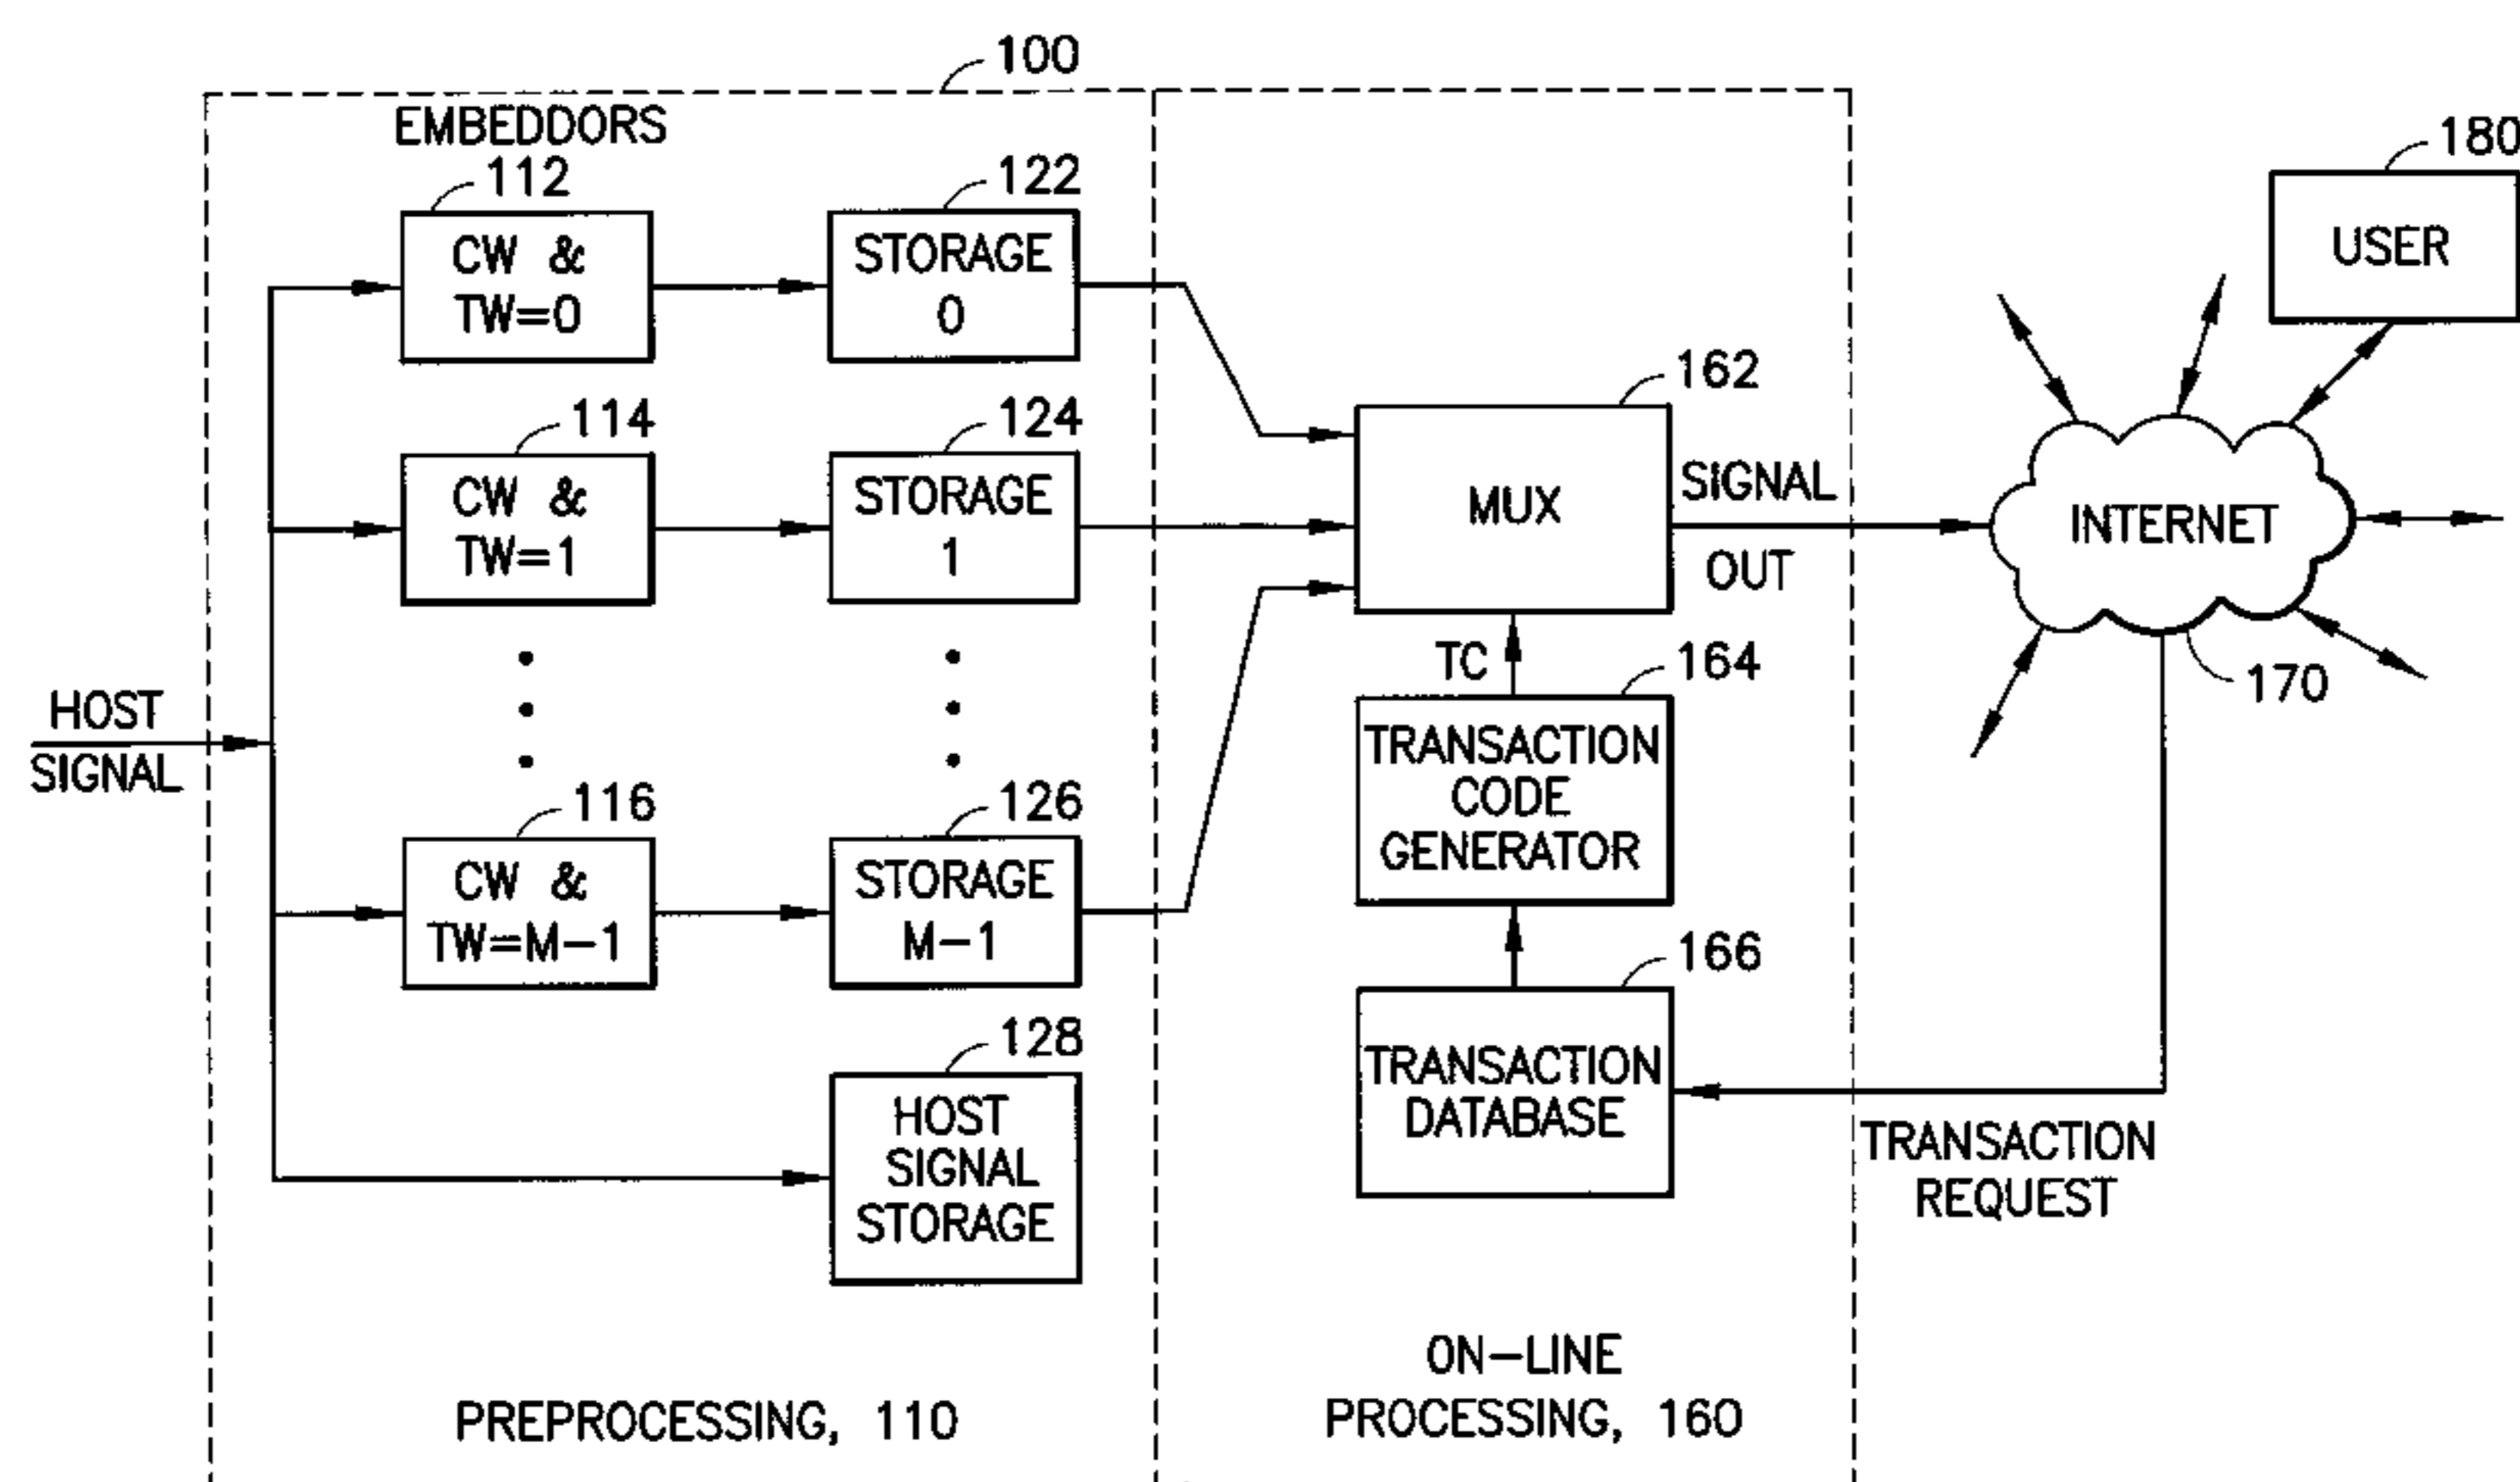 100
EMBEDDORS
112
CW &
TW=0
122
STORAGE
0
180
USER
114
CW &
TW=1
124
STORAGE
1
162
MUX
SIGNAL
OUT
INTERNET
170
HOST
SIGNAL
TC
164
TRANSACTION
CODE
GENERATOR
116
CW &
TW=M-1
126
STORAGE
M-1
166
TRANSACTION
DATABASE
TRANSACTION
REQUEST
128
HOST
SIGNAL
STORAGE
PREPROCESSING, 110
ON-LINE
PROCESSING, 160